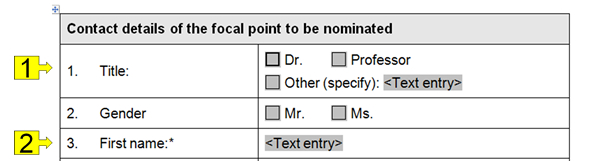 Contact details of the focal point to be nominated
1
1. Title:
Dr. Professor
Other (specify): <Text entry>
2. Gender Mr. Ms.
2
3. First name:* <Text entry>